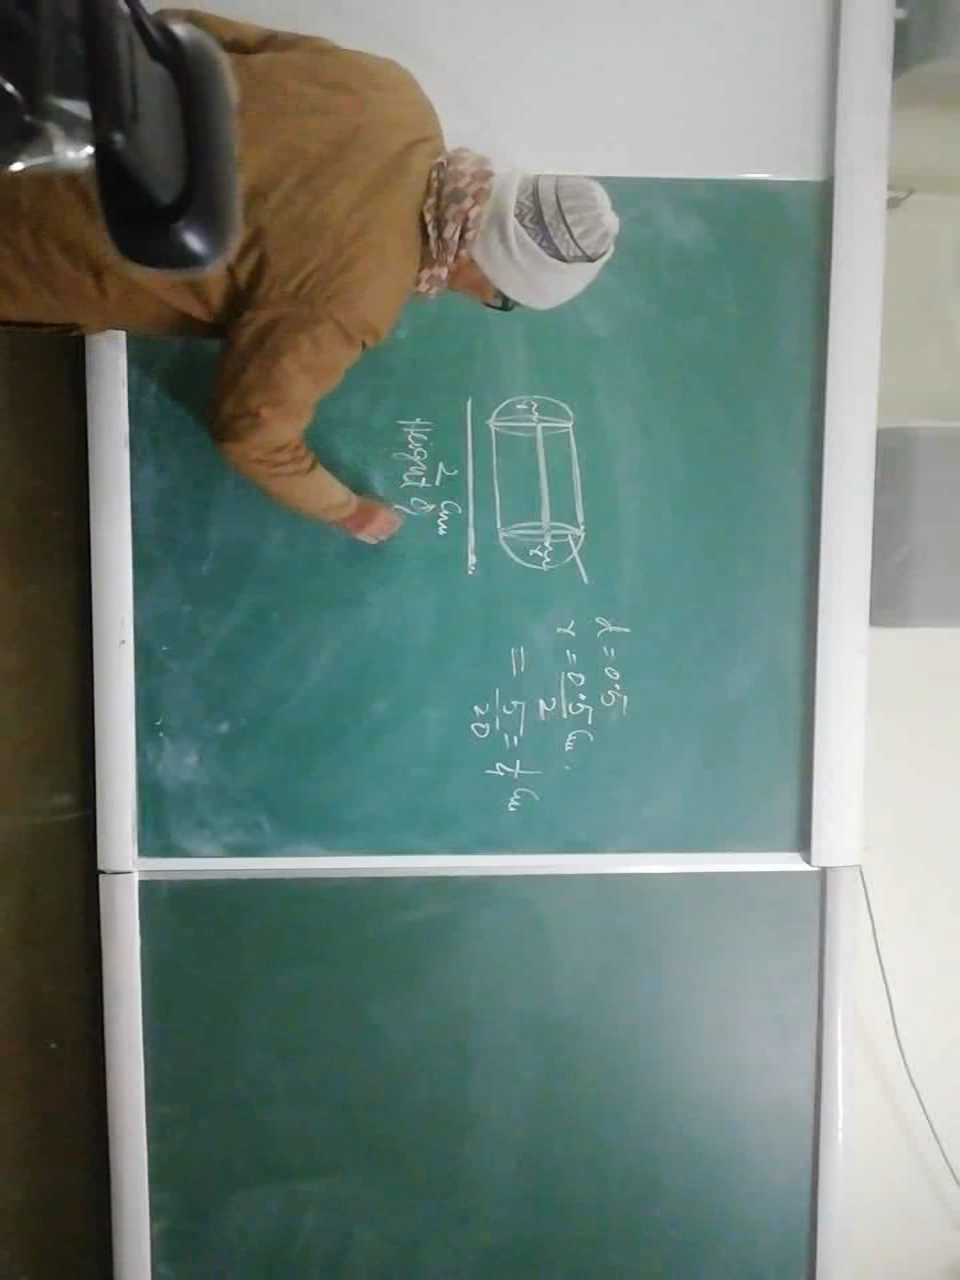 r
r
2 cm
Height of
d = 0.5
r = 0.5/2 cm.
= 5/20 = 1/4 cm